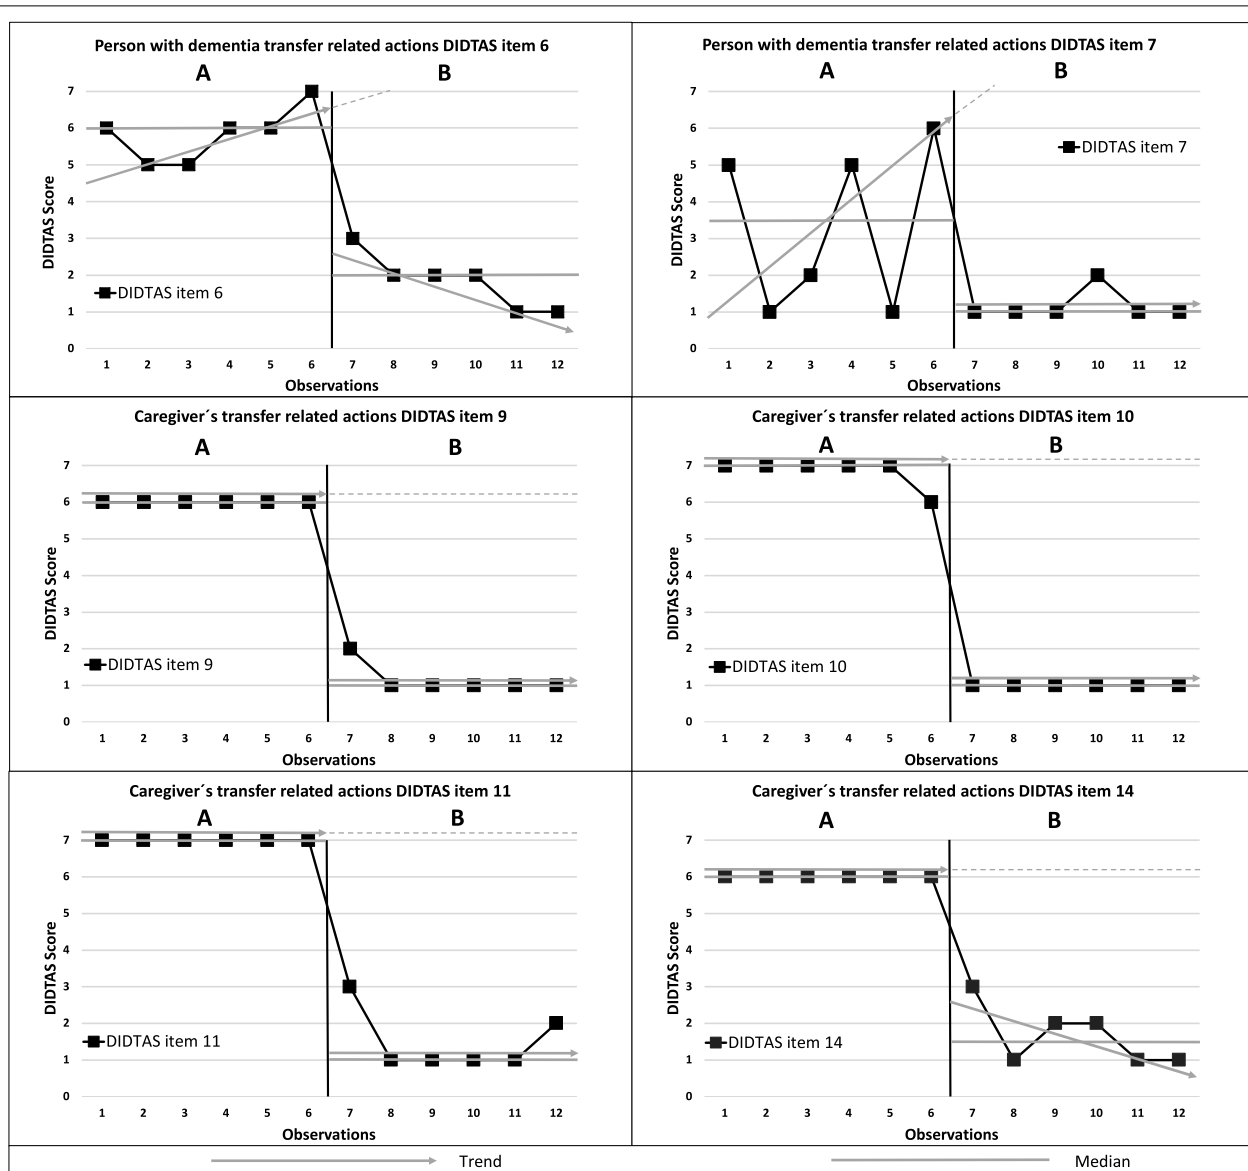 Person with dementia transfer related actions DIDTAS item 6
A B
7
6
5
4
3
2
1
0
DIDTAS Score
DIDTAS item 6
1 2 3 4 5 6 7 8 9 10 11 12
Observations
Person with dementia transfer related actions DIDTAS item 7
A B
7
6
5
4
3
2
1
0
DIDTAS Score
DIDTAS item 7
1 2 3 4 5 6 7 8 9 10 11 12
Observations
Caregiver´s transfer related actions DIDTAS item 9
A B
7
6
5
4
3
2
1
0
DIDTAS Score
DIDTAS item 9
1 2 3 4 5 6 7 8 9 10 11 12
Observations
Caregiver´s transfer related actions DIDTAS item 10
A B
7
6
5
4
3
2
1
0
DIDTAS Score
DIDTAS item 10
1 2 3 4 5 6 7 8 9 10 11 12
Observations
Caregiver´s transfer related actions DIDTAS item 11
A B
7
6
5
4
3
2
1
0
DIDTAS Score
DIDTAS item 11
1 2 3 4 5 6 7 8 9 10 11 12
Observations
Caregiver´s transfer related actions DIDTAS item 14
A B
7
6
5
4
3
2
1
0
DIDTAS Score
DIDTAS item 14
1 2 3 4 5 6 7 8 9 10 11 12
Observations
Trend Median